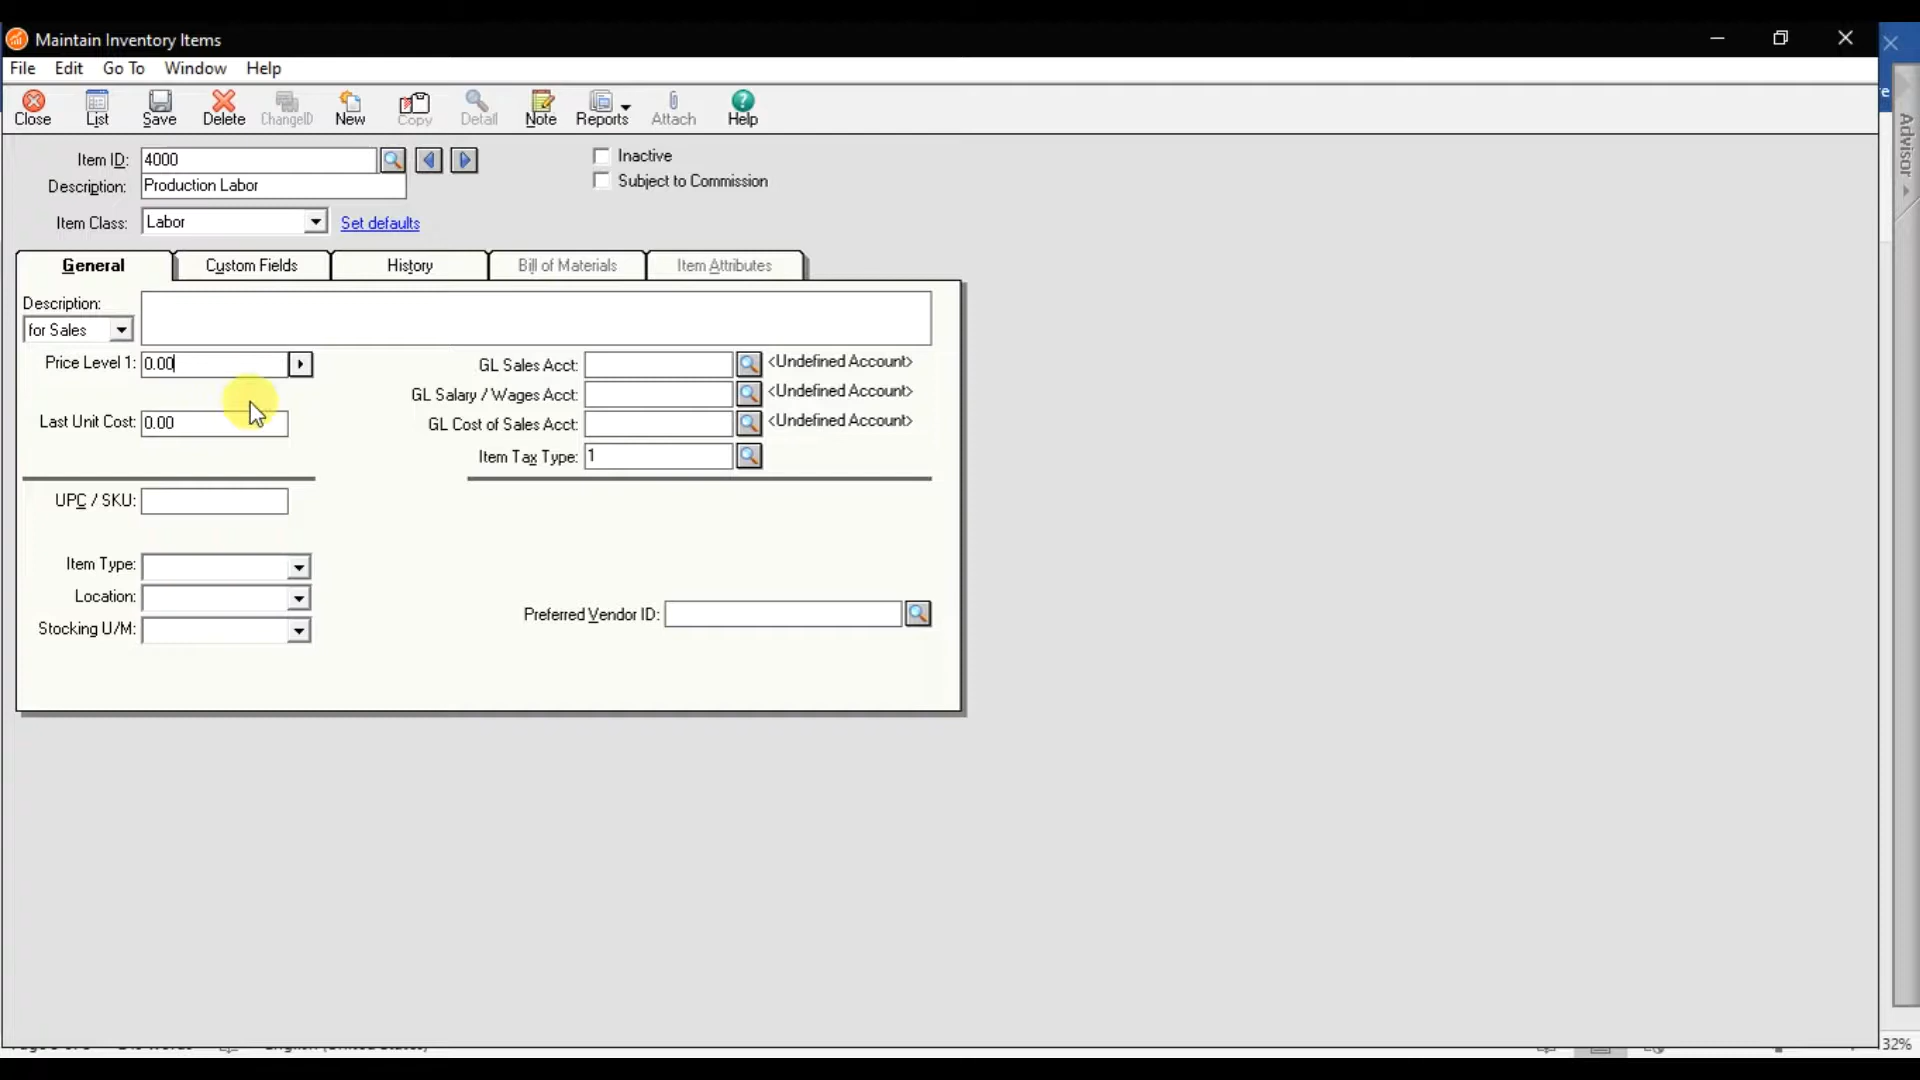 Maintain Inventory Items
File Edit Go To Window Help
Close List Save Delete ChangeID New Copy Detail Note Reports Attach Help
Item ID: 4000
Inactive
Description: Production Labor
Subject to Commission
Item Class: Labor Set defaults
General Custom Fields History Bill of Materials Item Attributes
Description:
for Sales
Price Level 1: 0.00 GL Sales Acct: <Undefined Account>
GL Salary / Wages Acct: <Undefined Account>
Last Unit Cost: 0.00 GL Cost of Sales Acct: <Undefined Account>
Item Tax Type: 1
UPC / SKU:
Item Type:
Location:
Preferred Vendor ID:
Stocking U/M:
Advisor
32%